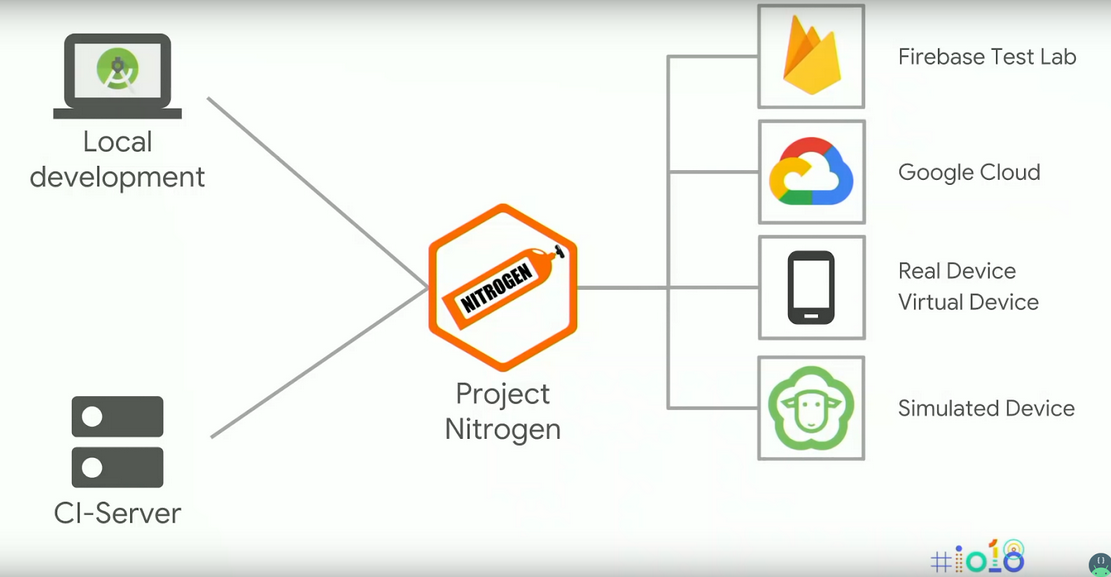 Local
development
CI-Server
NITROGEN
Project
Nitrogen
Firebase Test Lab
Google Cloud
Real Device
Virtual Device
Simulated Device
#io18